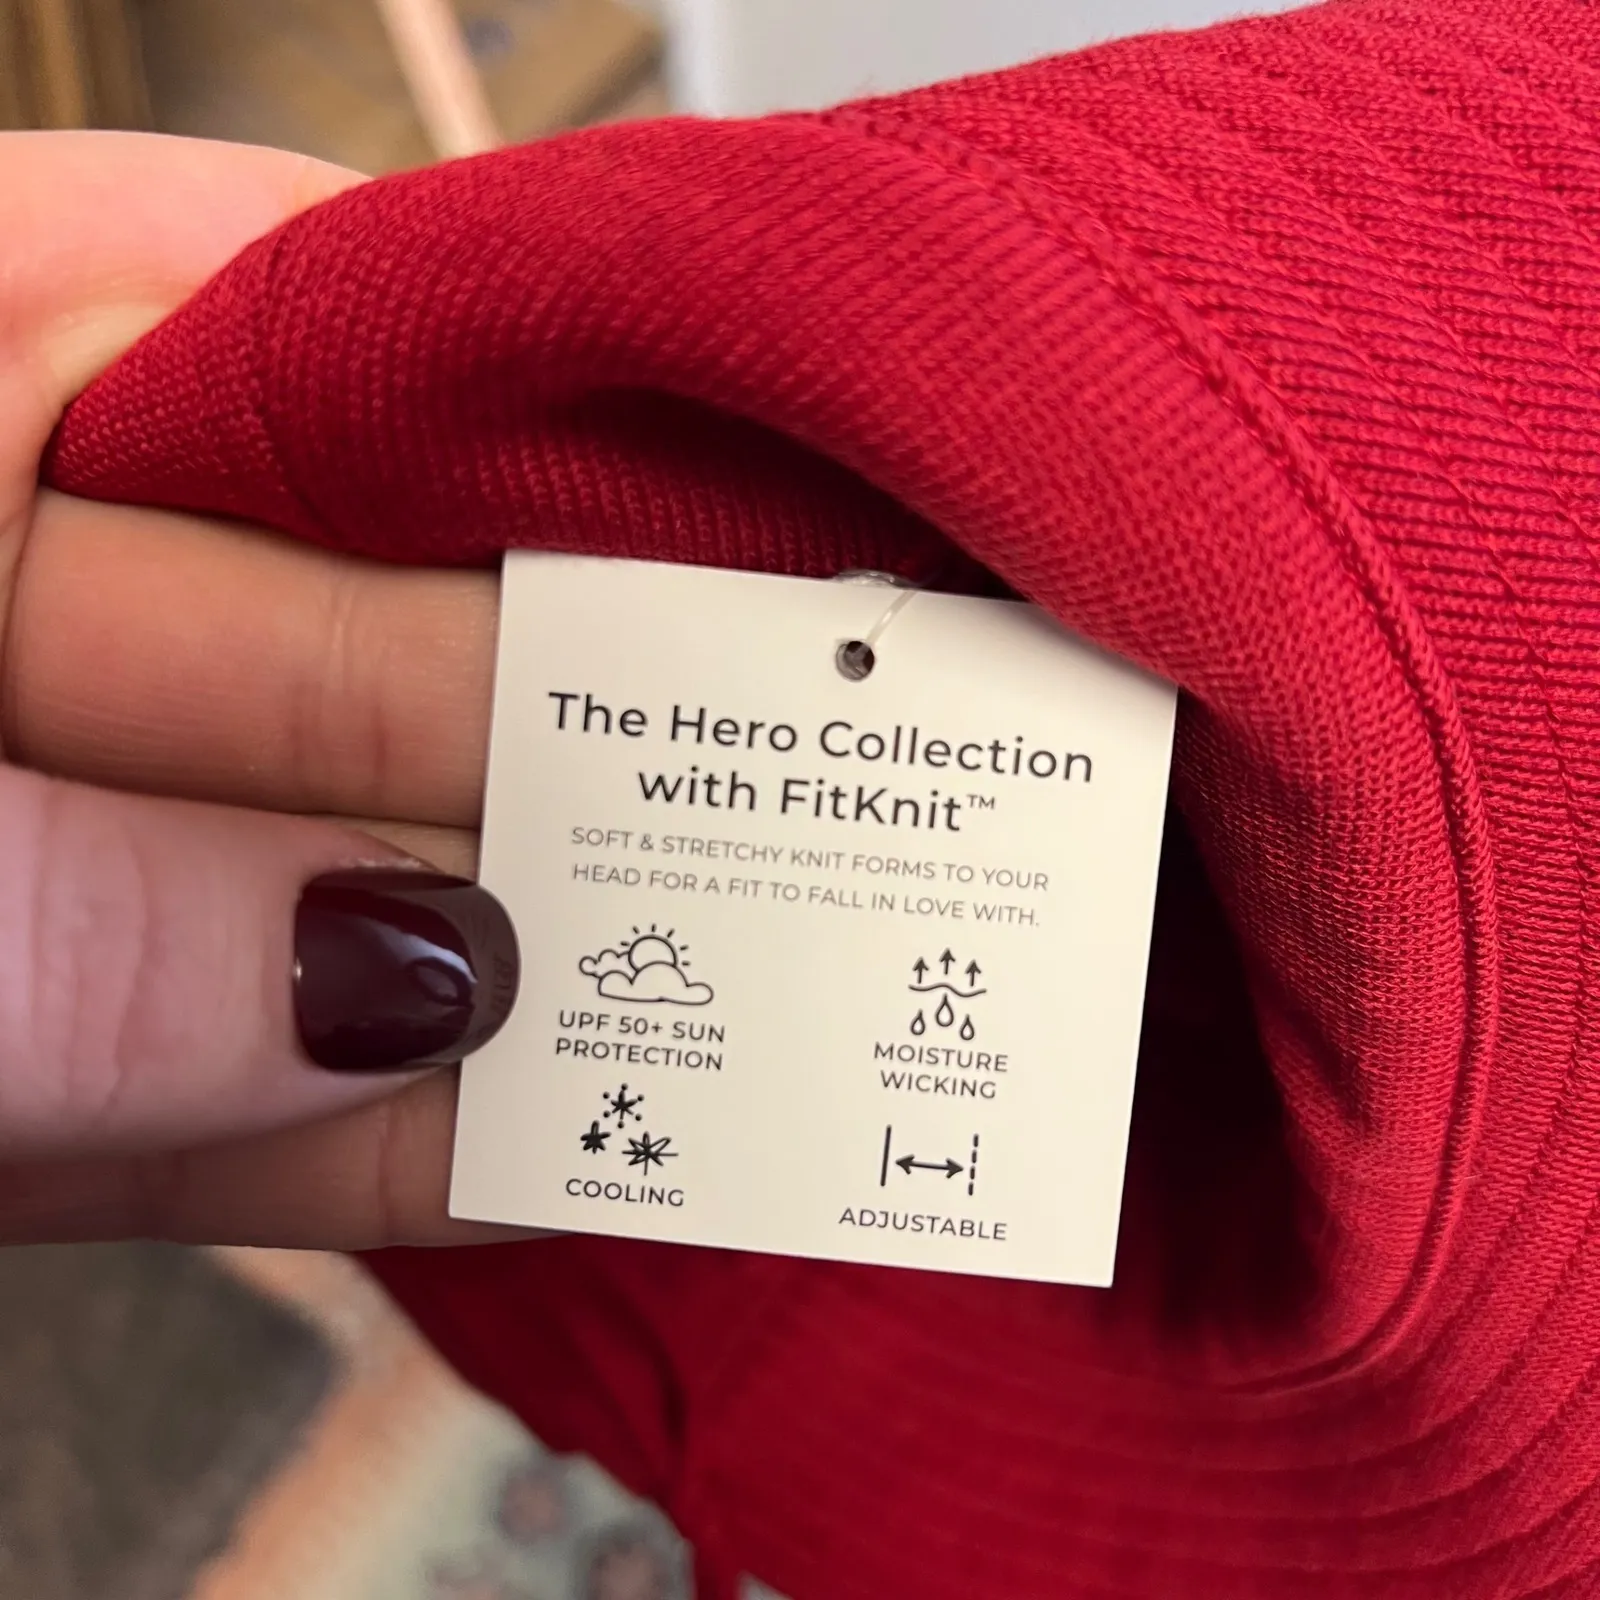 The Hero Collection
with FitKnit™
SOFT & STRETCHY KNIT FORMS TO YOUR
HEAD FOR A FIT TO FALL IN LOVE WITH.
UPF 50+ SUN
PROTECTION
MOISTURE
WICKING
COOLING
ADJUSTABLE